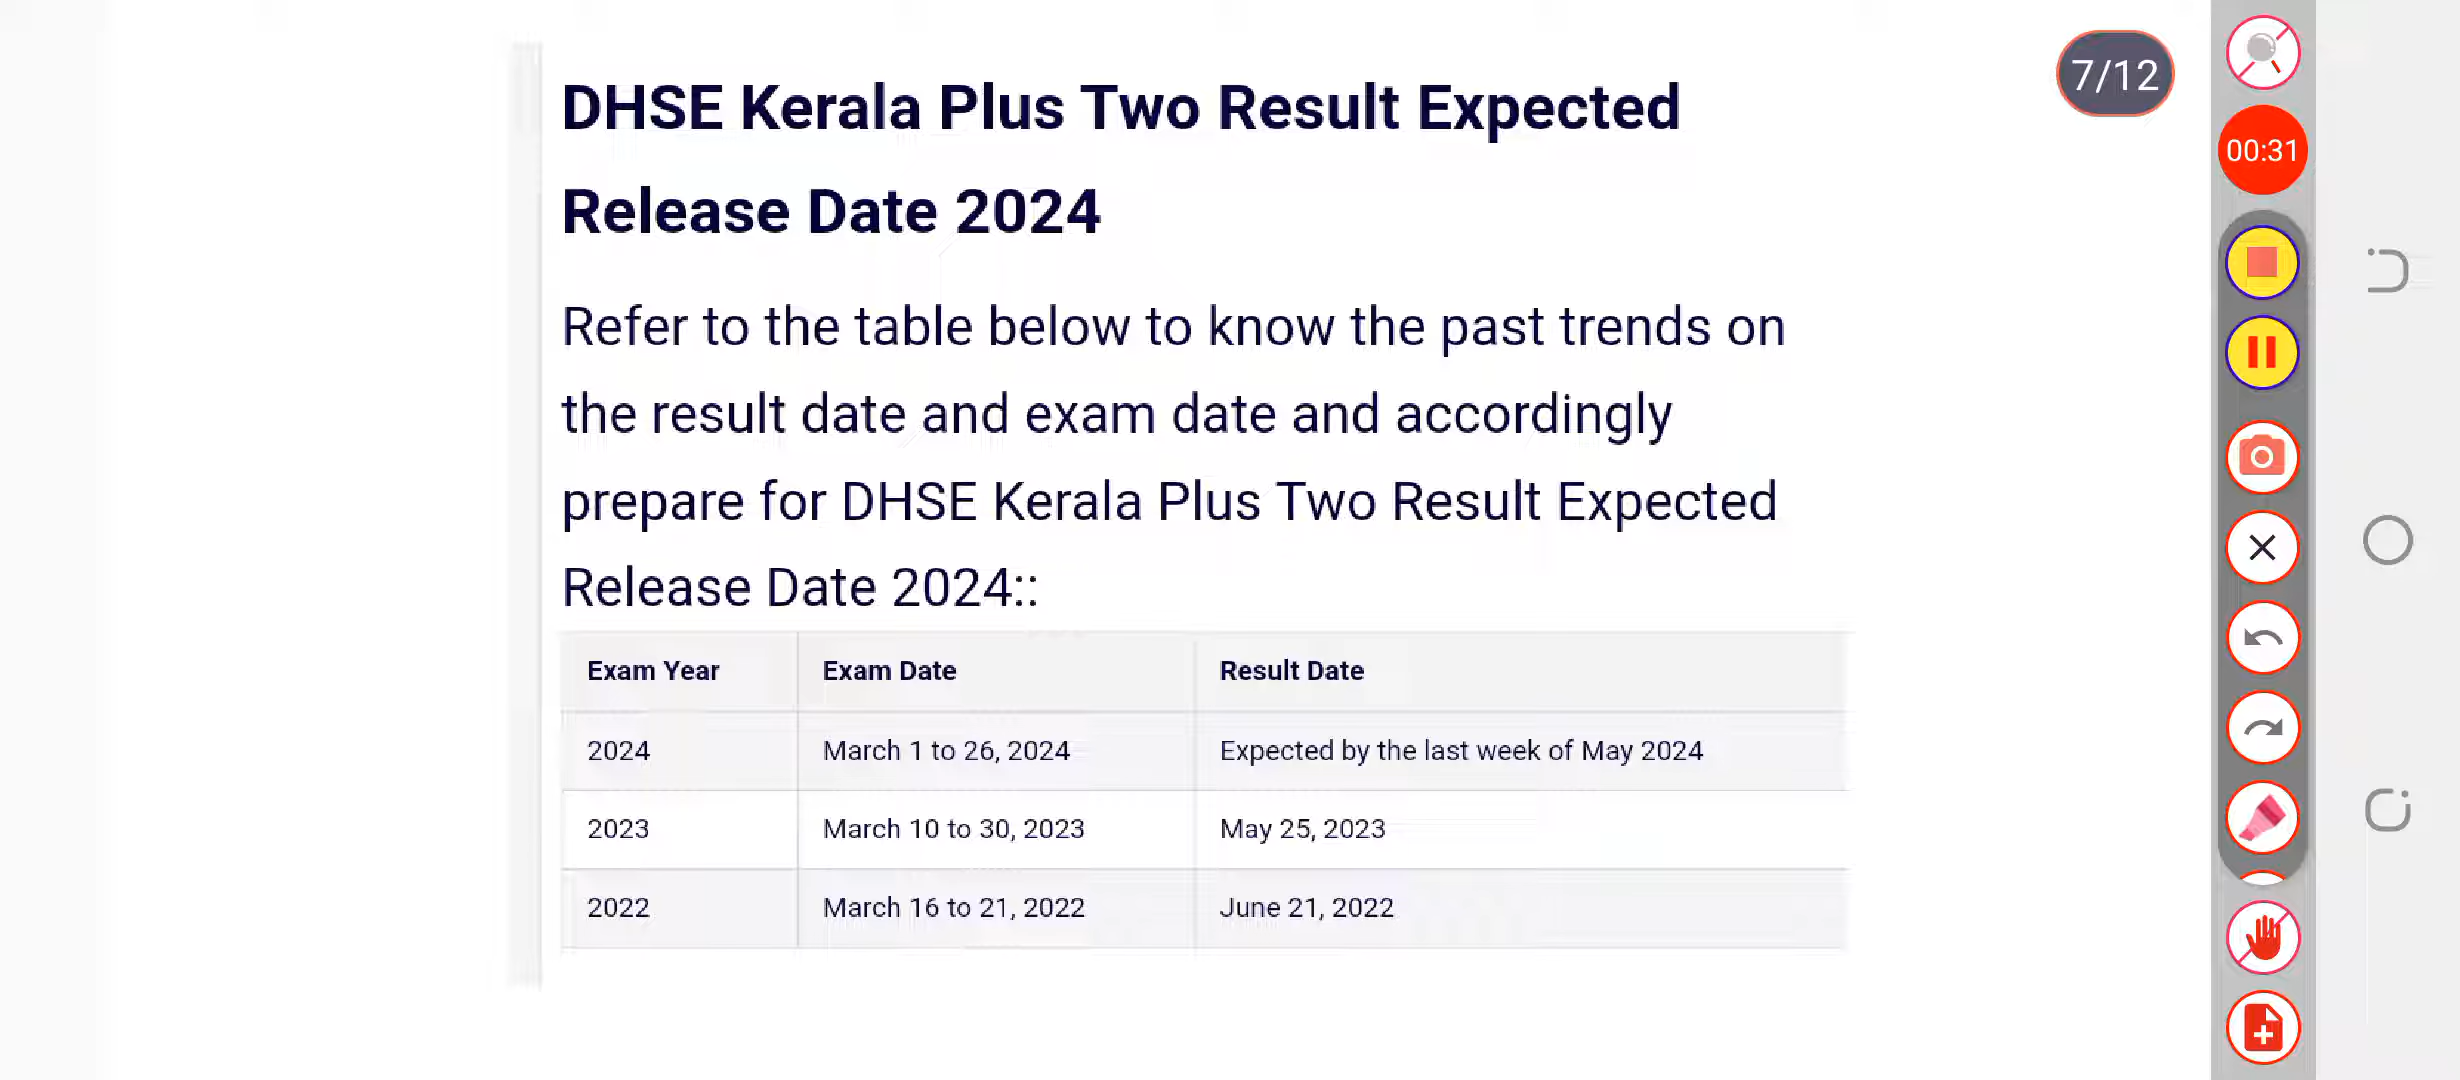 DHSE Kerala Plus Two Result Expected
Release Date 2024
Refer to the table below to know the past trends on
the result date and exam date and accordingly
prepare for DHSE Kerala Plus Two Result Expected
Release Date 2024::
Exam Year Exam Date Result Date
2024 March 1 to 26, 2024 Expected by the last week of May 2024
2023 March 10 to 30, 2023 May 25, 2023
2022 March 16 to 21, 2022 June 21, 2022
7/12
00:31